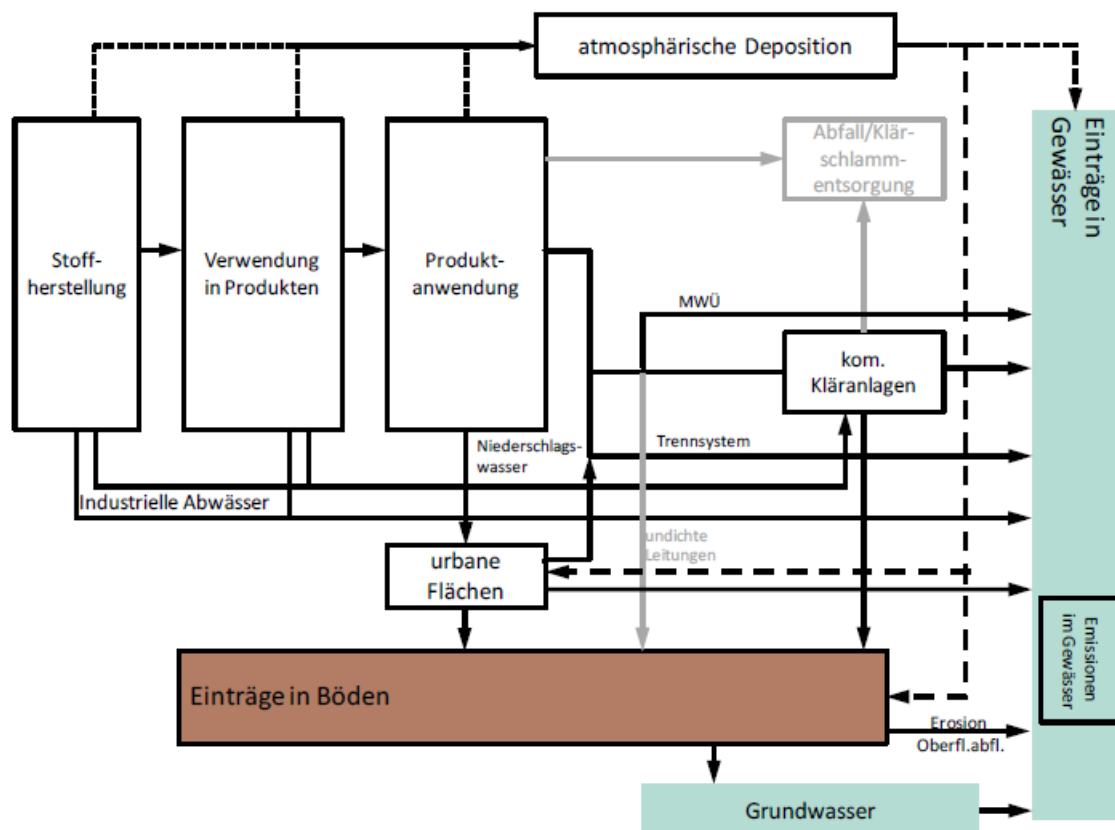 atmosphärische Deposition
Einträge in
Gewässer
Abfall/Klär-
schlamm-
entsorgung
Stoff-
herstellung
Verwendung
in Produkten
Produkt-
anwendung
MWÜ
kom.
Kläranlagen
Niederschlags-
wasser
Trennsystem
Industrielle Abwässer
undichte
Leitungen
urbane
Flächen
Emissionen
im Gewässer
Einträge in Böden
Erosion
Oberfl.abfl.
Grundwasser